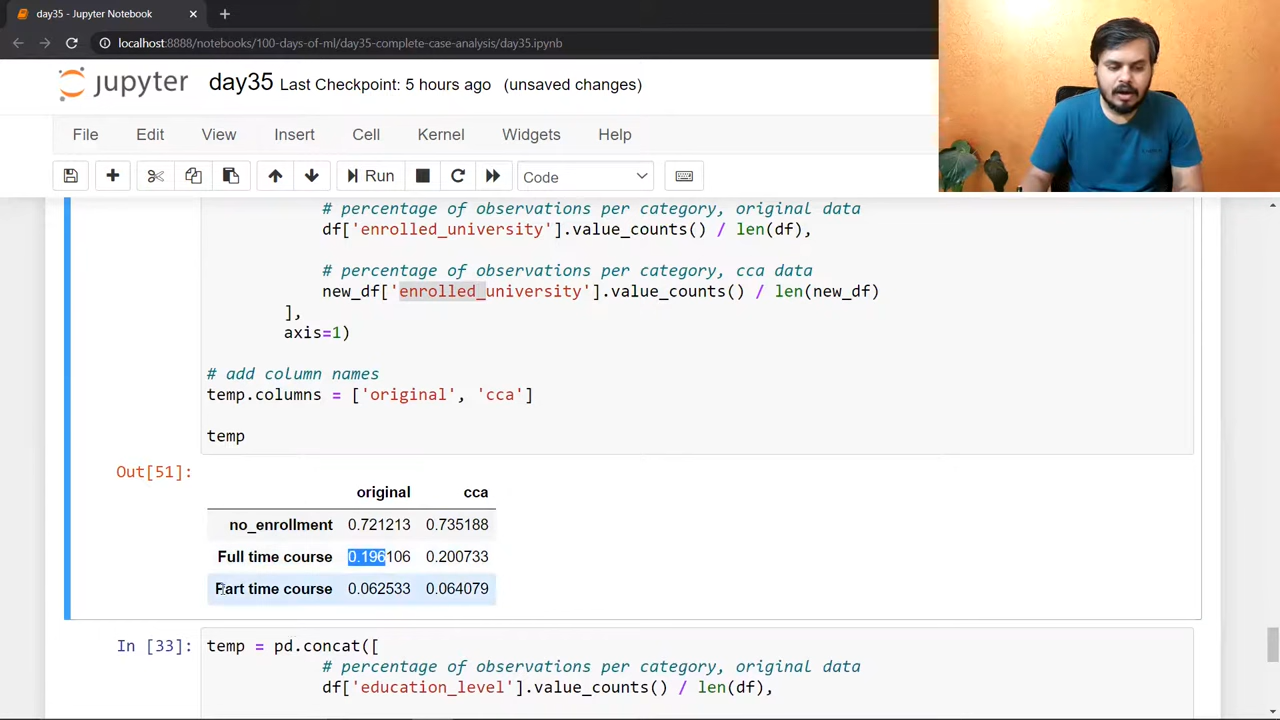 day35 - Jupyter Notebook
localhost:8888/notebooks/100-days-of-ml/day35-complete-case-analysis/day35.ipynb
jupyter day35 Last Checkpoint: 5 hours ago (unsaved changes)
File Edit View Insert Cell Kernel Widgets Help
Run Code
# percentage of observations per category, original data
df['enrolled_university'].value_counts() / len(df),
# percentage of observations per category, cca data
new_df['enrolled_university'].value_counts() / len(new_df)
],
axis=1)
# add column names
temp.columns = ['original', 'cca']
temp
Out[51]:
original cca
no_enrollment 0.721213 0.735188
Full time course 0.196106 0.200733
Part time course 0.062533 0.064079
In [33]: temp = pd.concat([
# percentage of observations per category, original data
df['education_level'].value_counts() / len(df),